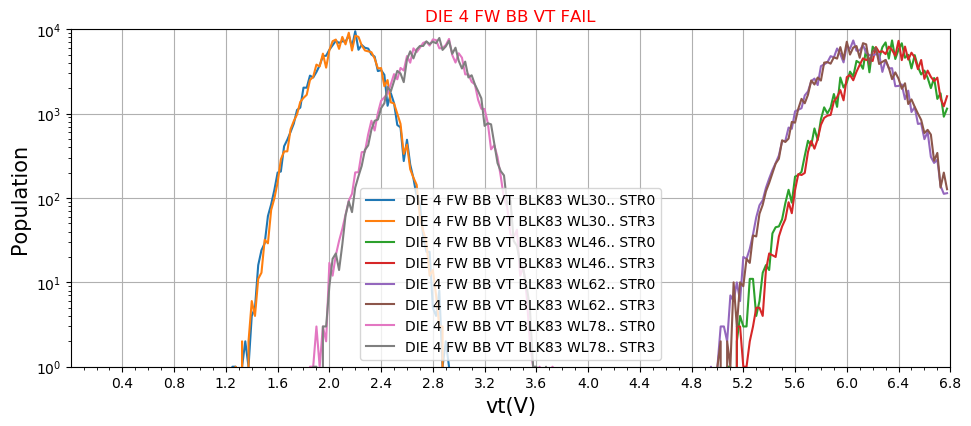 DIE 4 FW BB VT FAIL
10^4
10^3
10^2
10^1
10^0
Population
DIE 4 FW BB VT BLK83 WL30.. STR0
DIE 4 FW BB VT BLK83 WL30.. STR3
DIE 4 FW BB VT BLK83 WL46.. STR0
DIE 4 FW BB VT BLK83 WL46.. STR3
DIE 4 FW BB VT BLK83 WL62.. STR0
DIE 4 FW BB VT BLK83 WL62.. STR3
DIE 4 FW BB VT BLK83 WL78.. STR0
DIE 4 FW BB VT BLK83 WL78.. STR3
0.4 0.8 1.2 1.6 2.0 2.4 2.8 3.2 3.6 4.0 4.4 4.8 5.2 5.6 6.0 6.4 6.8
vt(V)